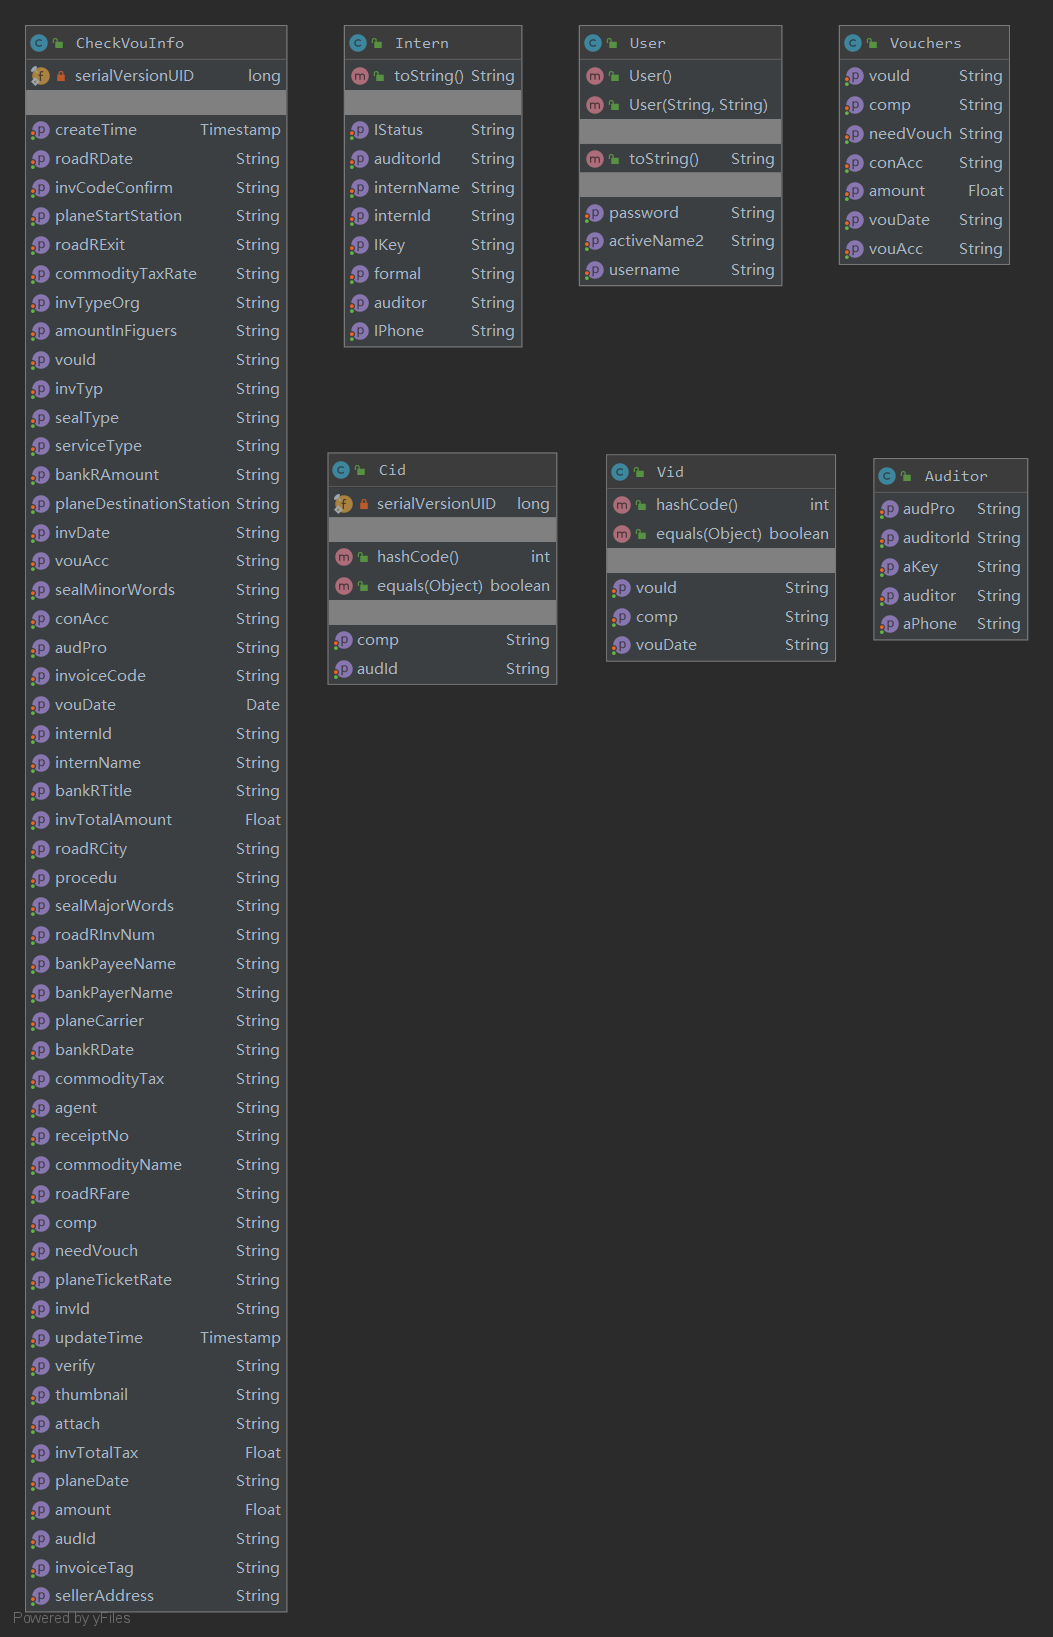 CheckVouInfo
serialVersionUID long
createTime Timestamp
roadRDate String
invCodeConfirm String
planeStartStation String
roadRExit String
commodityTaxRate String
invTypeOrg String
amountInFiguers String
vouId String
invTyp String
sealType String
serviceType String
bankRAmount String
planeDestinationStation String
invDate String
vouAcc String
sealMinorWords String
conAcc String
audPro String
invoiceCode String
vouDate Date
internId String
internName String
bankRTitle String
invTotalAmount Float
roadRCity String
procedu String
sealMajorWords String
roadRInvNum String
bankPayeeName String
bankPayerName String
planeCarrier String
bankRDate String
commodityTax String
agent String
receiptNo String
commodityName String
roadRFare String
comp String
needVouch String
planeTicketRate String
invId String
updateTime Timestamp
verify String
thumbnail String
attach String
invTotalTax Float
planeDate String
amount Float
audId String
invoiceTag String
sellerAddress String
Intern
toString() String
IStatus String
auditorId String
internName String
internId String
IKey String
formal String
auditor String
IPhone String
User
User()
User(String, String)
toString() String
password String
activeName2 String
username String
Vouchers
vouId String
comp String
needVouch String
conAcc String
amount Float
vouDate String
vouAcc String
Cid
serialVersionUID long
hashCode() int
equals(Object) boolean
comp String
audId String
Vid
hashCode() int
equals(Object) boolean
vouId String
comp String
vouDate String
Auditor
audPro String
auditorId String
aKey String
auditor String
aPhone String
Powered by yFiles